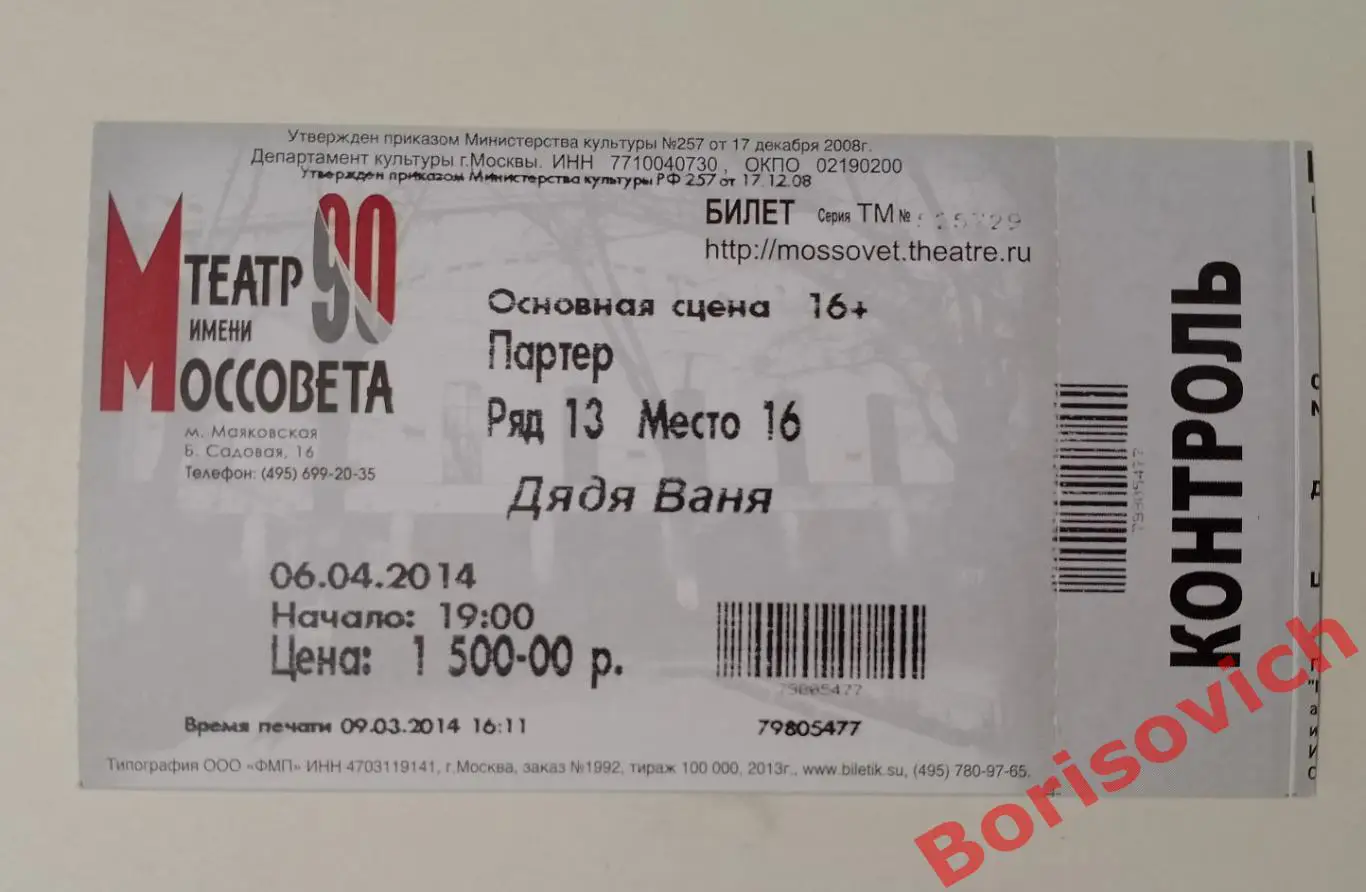 Утвержден приказом Министерства культуры №257 от 17 декабря 2008г.
Департамент культуры г.Москвы. ИНН 7710040730, ОКПО 02190200
Утвержден приказом Министерства культуры РФ 257 от 17.12.08
90
ТЕАТР
ИМЕНИ
МОССОВЕТА
м. Маяковская
Б. Садовая, 16
Телефон: (495) 699-20-35
БИЛЕТ Серия ТМ №
http://mossovet.theatre.ru
Основная сцена 16+
Партер
Ряд 13 Место 16
Дядя Ваня
06.04.2014
Начало: 19:00
Цена: 1 500-00 р.
79805477
Время печати 09.03.2014 16:11
79805477
Типография ООО «ФМП» ИНН 4703119141, г.Москва, заказ №1992, тираж 100 000, 2013г., www.biletik.su, (495) 780-97-65.
79805477
КОНТРОЛЬ
Borisovich